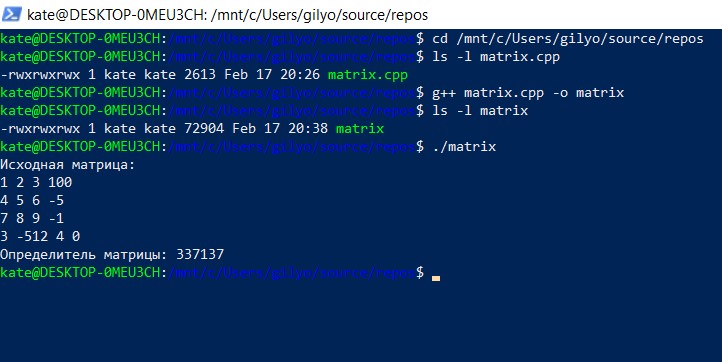 kate@DESKTOP-0MEU3CH: /mnt/c/Users/gilyo/source/repos
kate@DESKTOP-0MEU3CH:/mnt/c/Users/gilyo/source/repos$ cd /mnt/c/Users/gilyo/source/repos
kate@DESKTOP-0MEU3CH:/mnt/c/Users/gilyo/source/repos$ ls -l matrix.cpp
-rwxrwxrwx 1 kate kate 2613 Feb 17 20:26 matrix.cpp
kate@DESKTOP-0MEU3CH:/mnt/c/Users/gilyo/source/repos$ g++ matrix.cpp -o matrix
kate@DESKTOP-0MEU3CH:/mnt/c/Users/gilyo/source/repos$ ls -l matrix
-rwxrwxrwx 1 kate kate 72904 Feb 17 20:38 matrix
kate@DESKTOP-0MEU3CH:/mnt/c/Users/gilyo/source/repos$ ./matrix
Исходная матрица:
1 2 3 100
4 5 6 -5
7 8 9 -1
3 -512 4 0
Определитель матрицы: 337137
kate@DESKTOP-0MEU3CH:/mnt/c/Users/gilyo/source/repos$